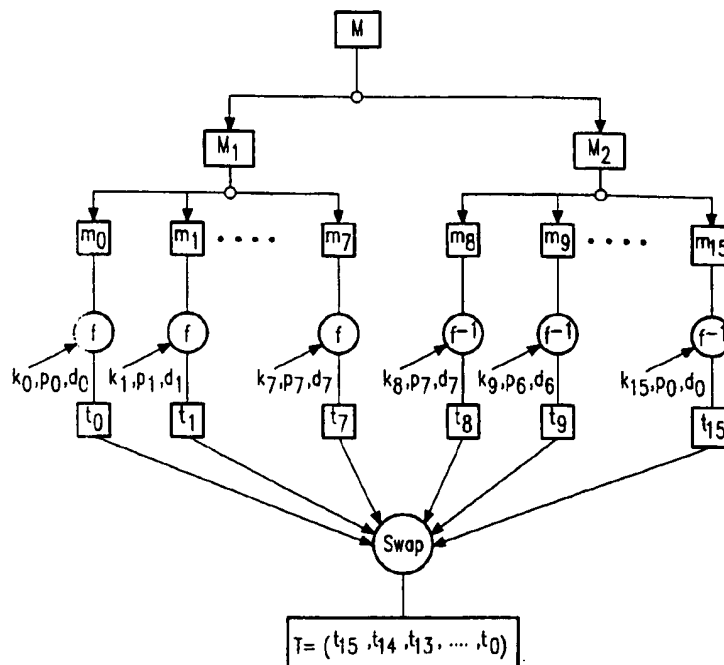 M
M₁ M₂
m₀ m₁ . . . . m₇ m₈ m₉ . . . . m₁₅
f f f f⁻¹ f⁻¹ f⁻¹
k₀,p₀,d₀ k₁,p₁,d₁ k₇,p₇,d₇ k₈,p₇,d₇ k₉,p₆,d₆ k₁₅,p₀,d₀
t₀ t₁ t₇ t₈ t₉ t₁₅
Swap
T= (t₁₅ ,t₁₄ ,t₁₃, ...., t₀)